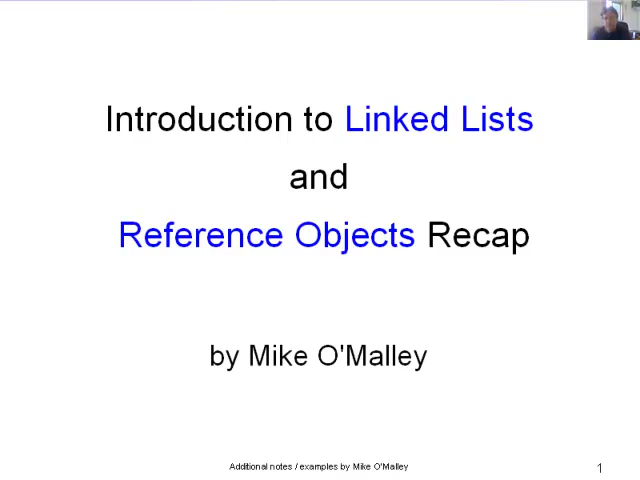 Introduction to Linked Lists
and
Reference Objects Recap
by Mike O'Malley
Additional notes / examples by Mike O'Malley
1